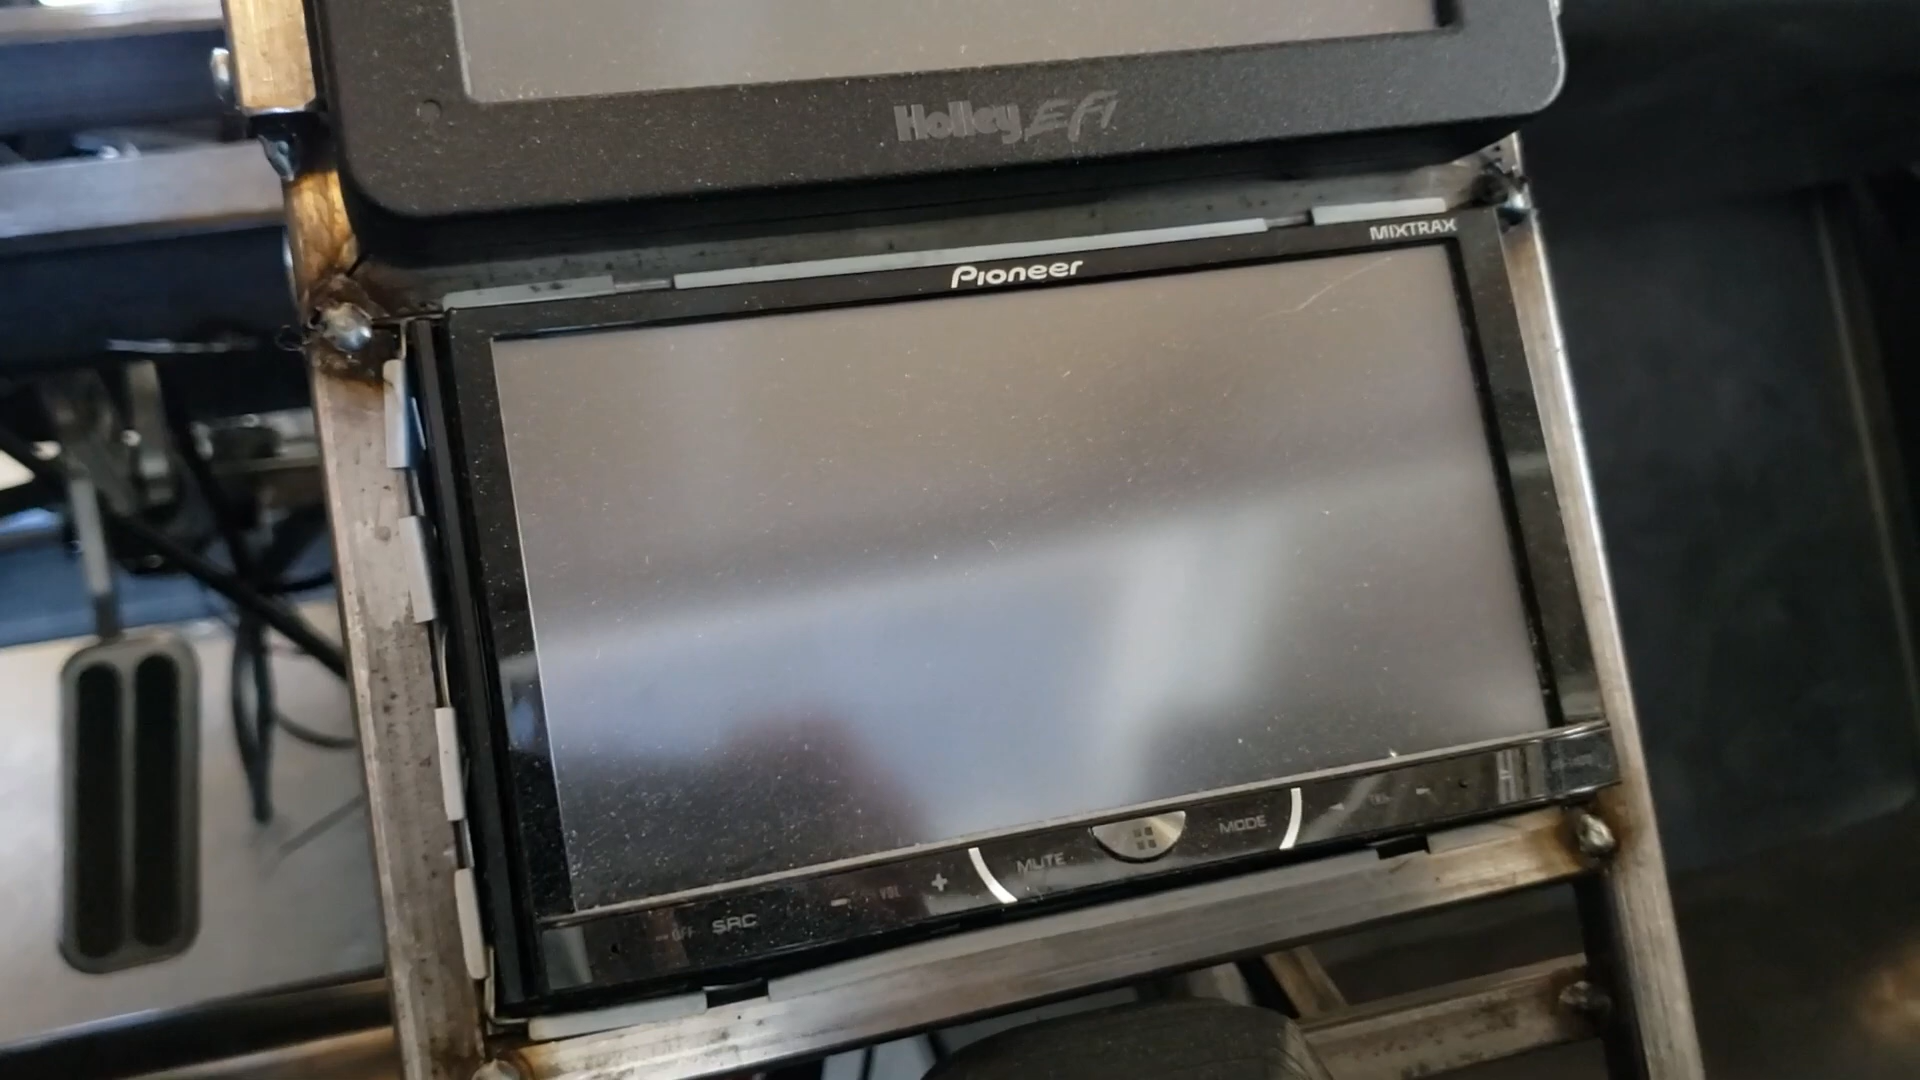 Holley EFI
MIXTRAX
Pioneer
MODE
MUTE
VOL
OFF SRC